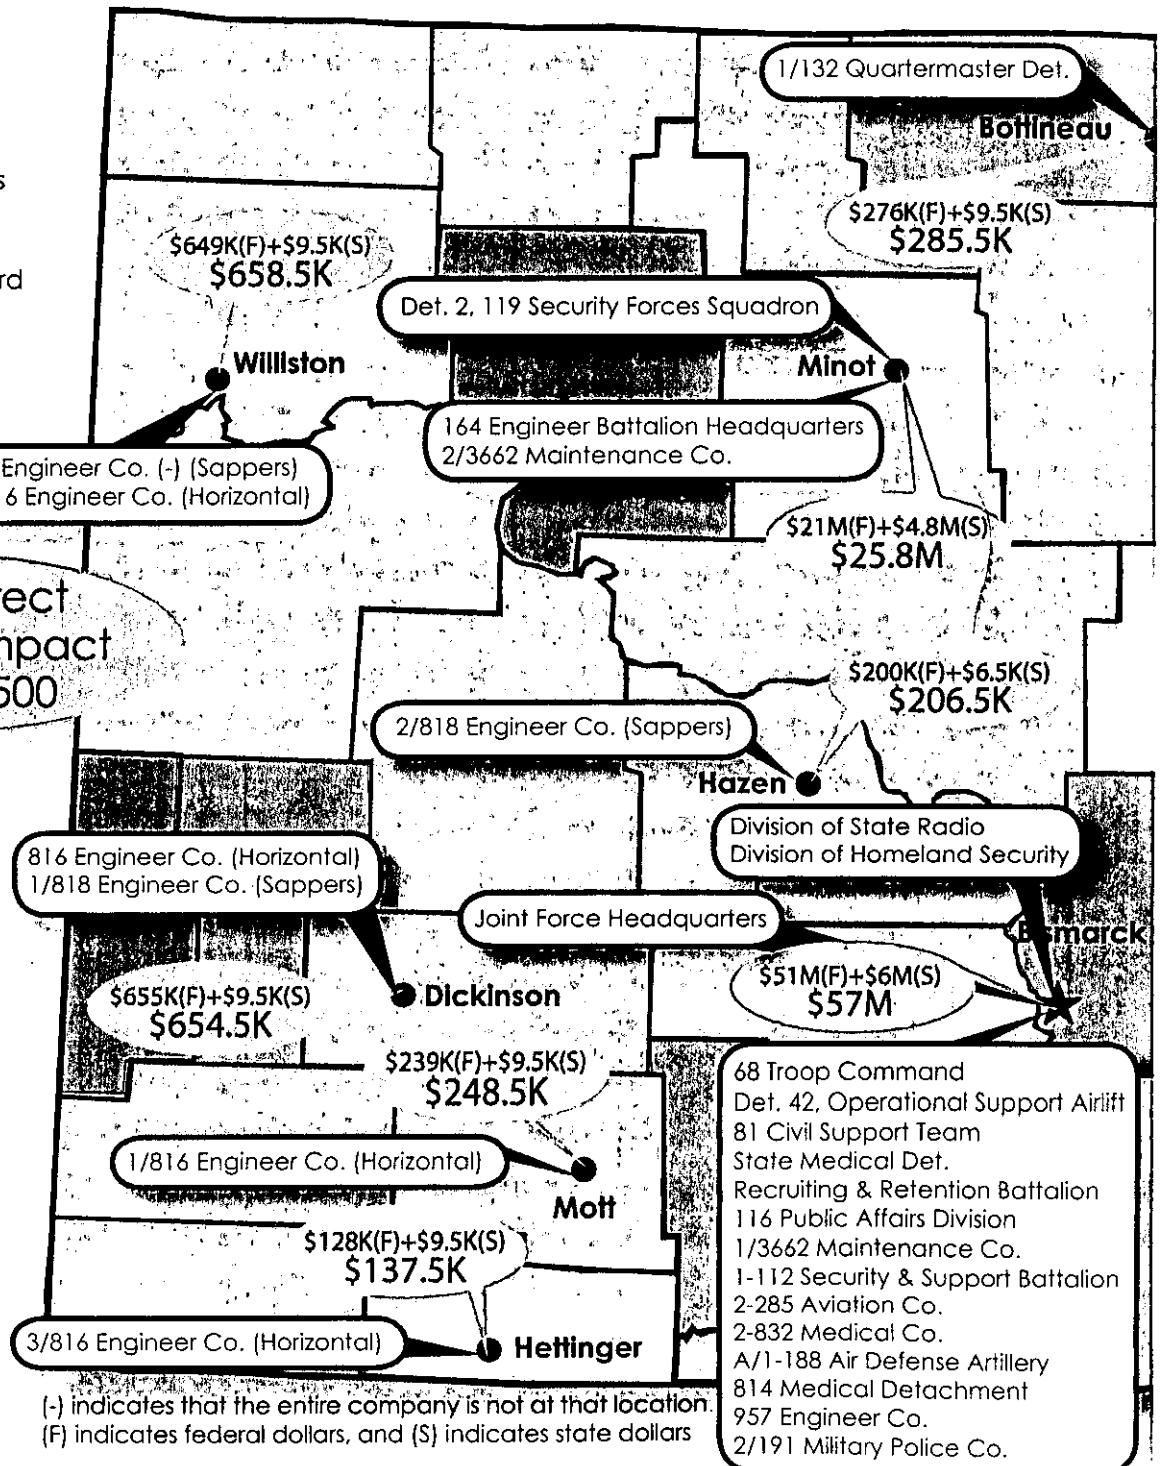 1/132 Quartermaster Det.
Bottineau
s
$276K(F)+$9.5K(S)
$285.5K
$649K(F)+$9.5K(S)
$658.5K
rd
Det. 2, 119 Security Forces Squadron
Williston
Minot
164 Engineer Battalion Headquarters
2/3662 Maintenance Co.
Engineer Co. (-) (Sappers)
6 Engineer Co. (Horizontal)
$21M(F)+$4.8M(S)
$25.8M
rect
mpact
500
$200K(F)+$6.5K(S)
$206.5K
2/818 Engineer Co. (Sappers)
Hazen
Division of State Radio
Division of Homeland Security
816 Engineer Co. (Horizontal)
1/818 Engineer Co. (Sappers)
Joint Force Headquarters
Bismarck
$51M(F)+$6M(S)
$57M
$655K(F)+$9.5K(S)
$654.5K
Dickinson
$239K(F)+$9.5K(S)
$248.5K
68 Troop Command
Det. 42, Operational Support Airlift
81 Civil Support Team
State Medical Det.
Recruiting & Retention Battalion
116 Public Affairs Division
1/3662 Maintenance Co.
1-112 Security & Support Battalion
2-285 Aviation Co.
2-832 Medical Co.
A/1-188 Air Defense Artillery
814 Medical Detachment
957 Engineer Co.
2/191 Military Police Co.
1/816 Engineer Co. (Horizontal)
Mott
$128K(F)+$9.5K(S)
$137.5K
3/816 Engineer Co. (Horizontal)
Hettinger
(-) indicates that the entire company is not at that location.
(F) indicates federal dollars, and (S) indicates state dollars